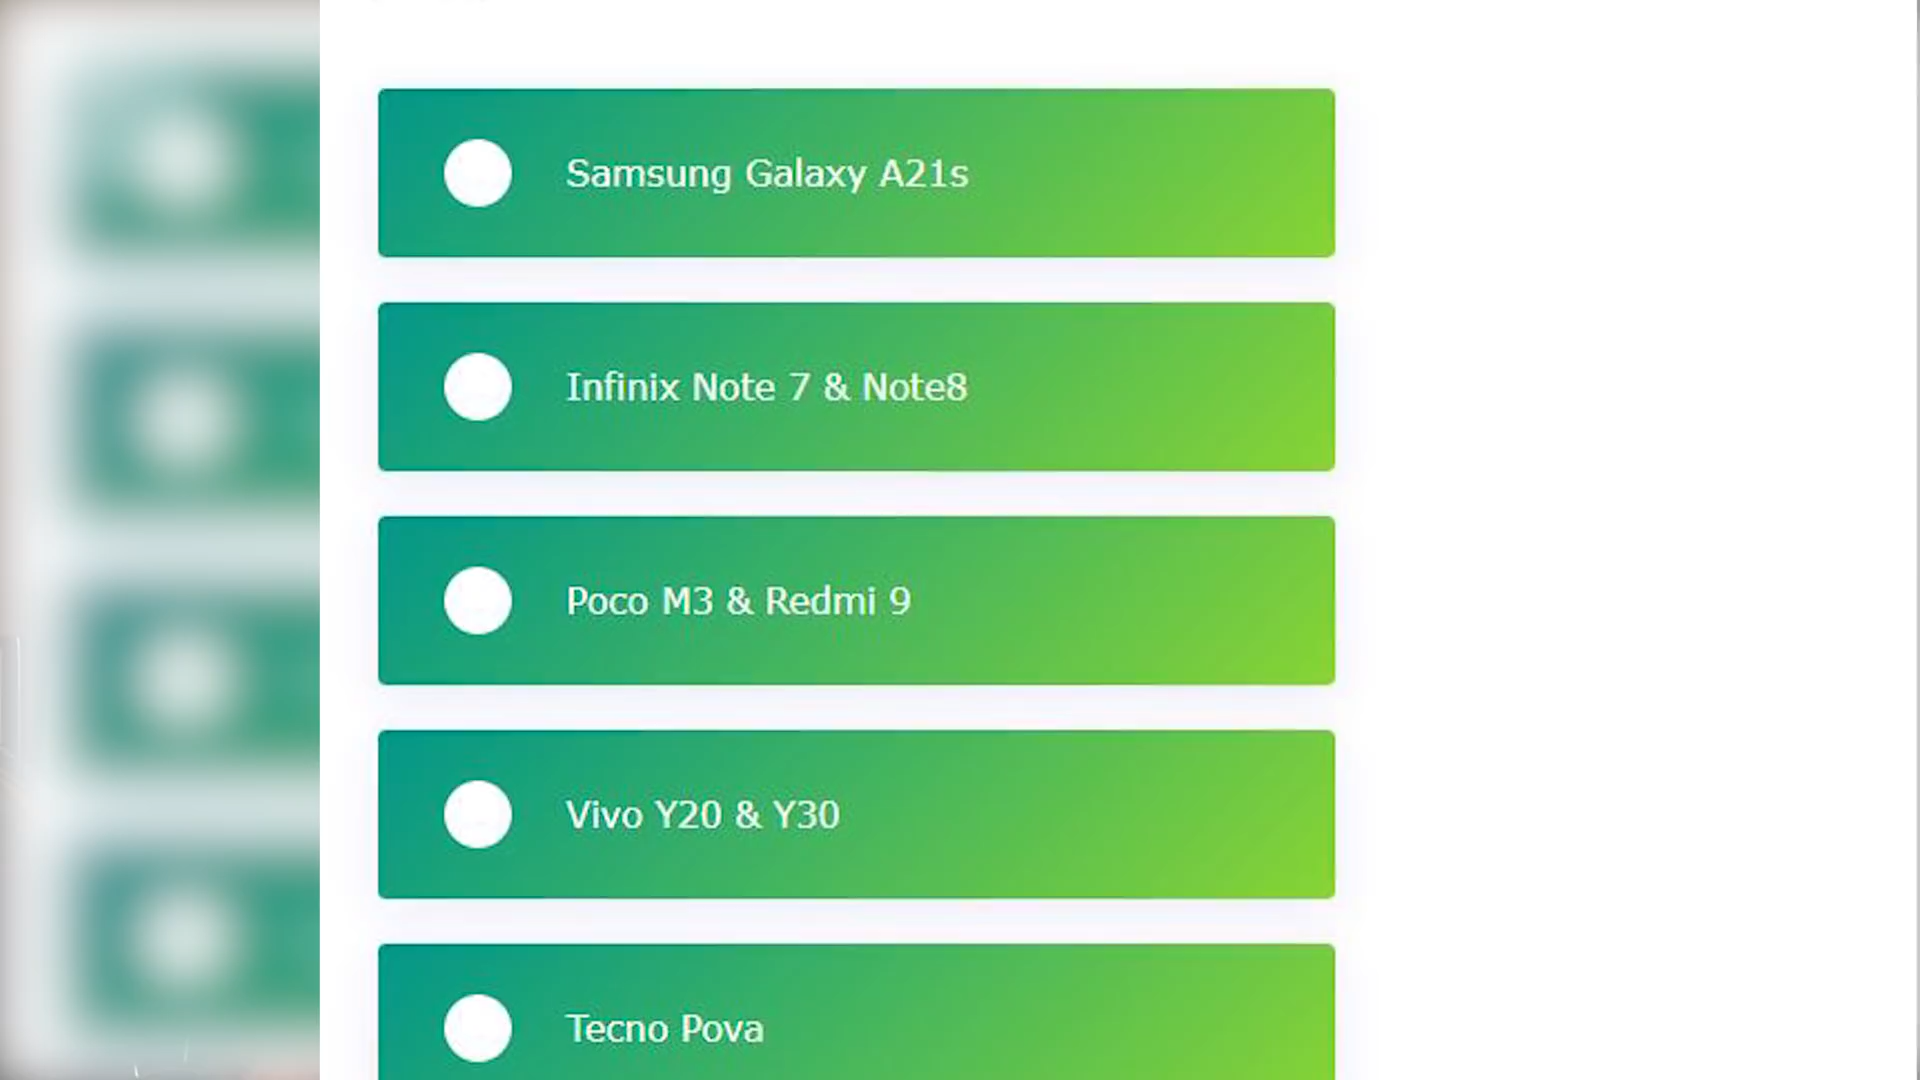 Samsung Galaxy A21s
Infinix Note 7 & Note8
Poco M3 & Redmi 9
Vivo Y20 & Y30
Tecno Pova